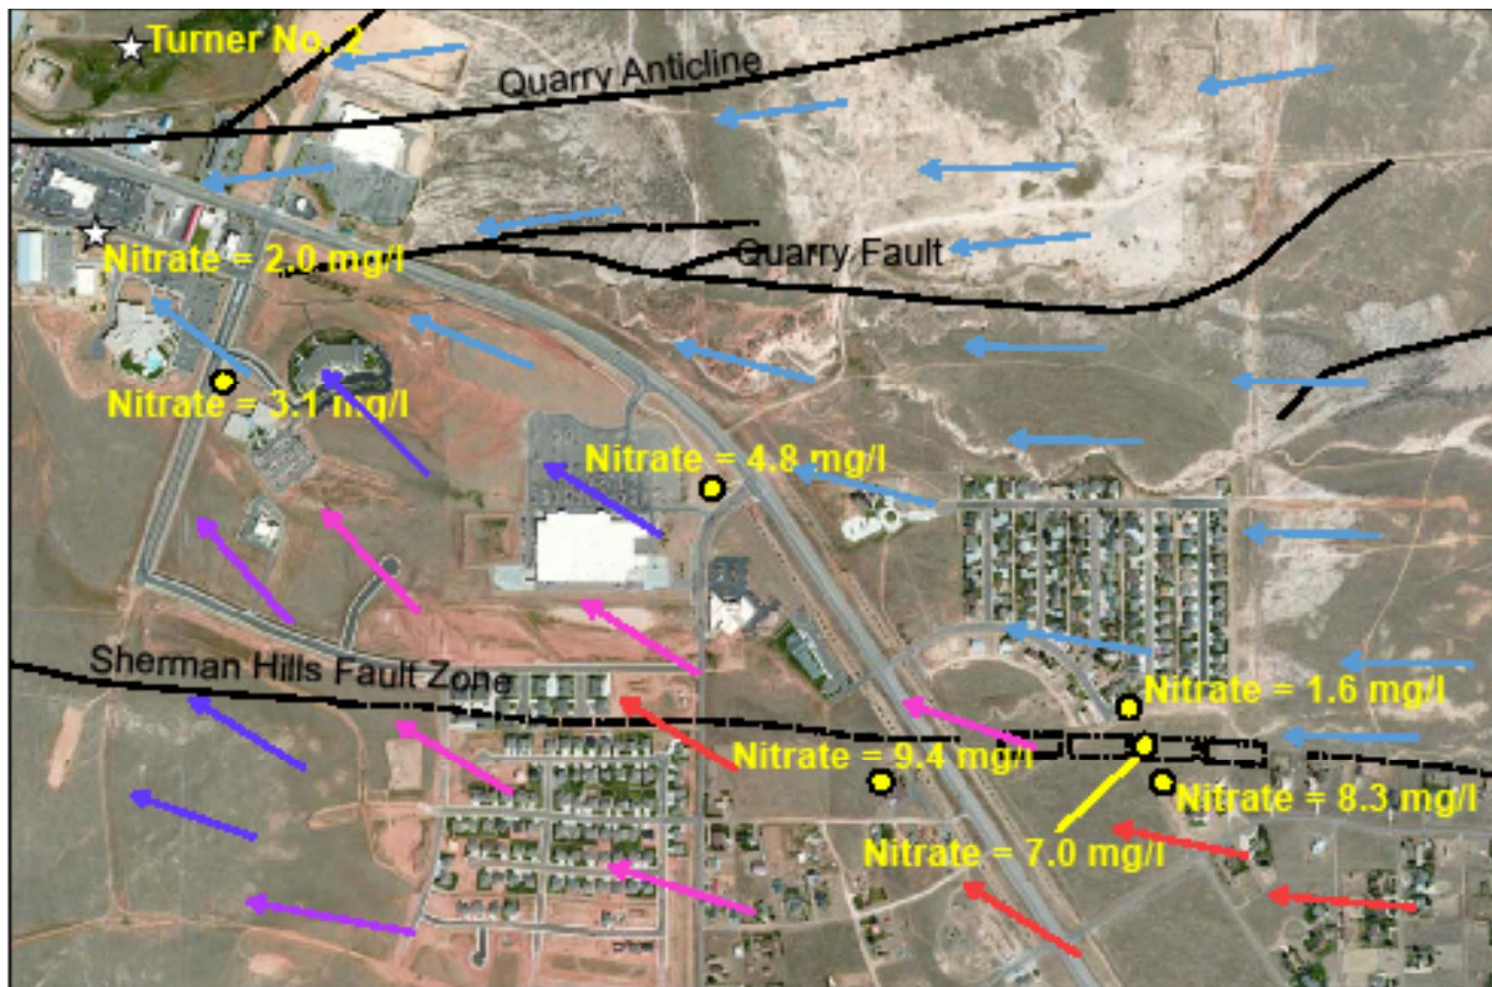 Turner No. 2
Quarry Anticline
Quarry Fault
Nitrate = 2.0 mg/l
Nitrate = 3.1 mg/l
Nitrate = 4.8 mg/l
Sherman Hills Fault Zone
Nitrate = 1.6 mg/l
Nitrate = 9.4 mg/l
Nitrate = 8.3 mg/l
Nitrate = 7.0 mg/l